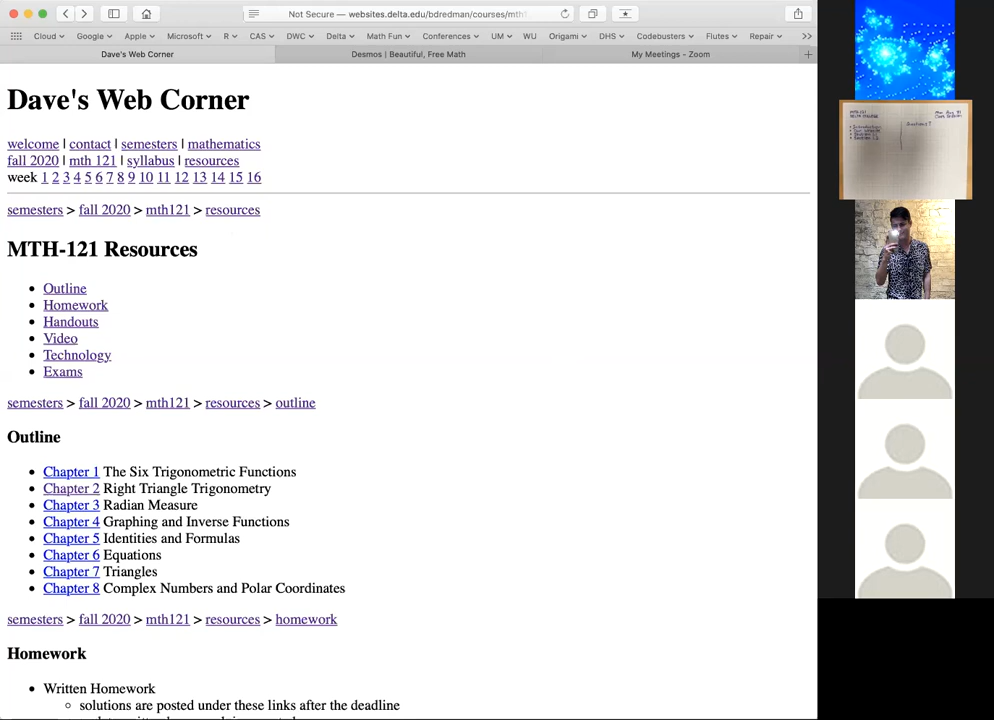 Not Secure — websites.delta.edu/bdredman/courses/mth
Cloud Google Apple Microsoft R CAS DWC Delta Math Fun Conferences UM WU Origami DHS Codebusters Flutes Repair >>
Dave's Web Corner Desmos | Beautiful, Free Math My Meetings – Zoom +
Dave's Web Corner
welcome | contact | semesters | mathematics
fall 2020 | mth 121 | syllabus | resources
week 1 2 3 4 5 6 7 8 9 10 11 12 13 14 15 16
semesters > fall 2020 > mth121 > resources
MTH-121 Resources
• Outline
• Homework
• Handouts
• Video
• Technology
• Exams
semesters > fall 2020 > mth121 > resources > outline
Outline
• Chapter 1 The Six Trigonometric Functions
• Chapter 2 Right Triangle Trigonometry
• Chapter 3 Radian Measure
• Chapter 4 Graphing and Inverse Functions
• Chapter 5 Identities and Formulas
• Chapter 6 Equations
• Chapter 7 Triangles
• Chapter 8 Complex Numbers and Polar Coordinates
semesters > fall 2020 > mth121 > resources > homework
Homework
• Written Homework
◦ solutions are posted under these links after the deadline
MTH-121